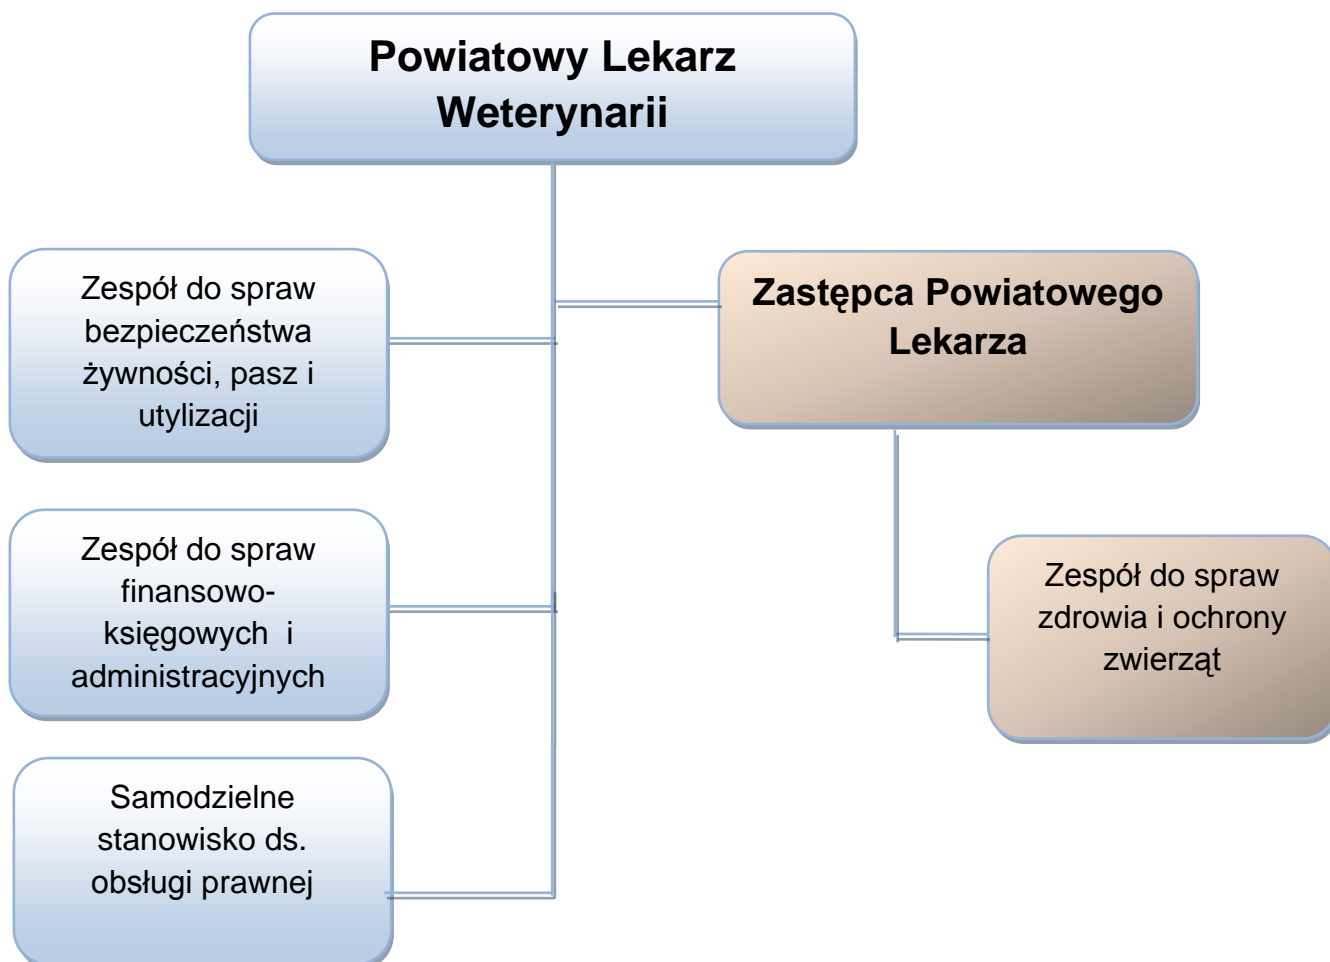 Powiatowy Lekarz
Weterynarii
Zespół do spraw
bezpieczeństwa
żywności, pasz i
utylizacji
Zastępca Powiatowego
Lekarza
Zespół do spraw
finansowo-
księgowych i
administracyjnych
Zespół do spraw
zdrowia i ochrony
zwierząt
Samodzielne
stanowisko ds.
obsługi prawnej